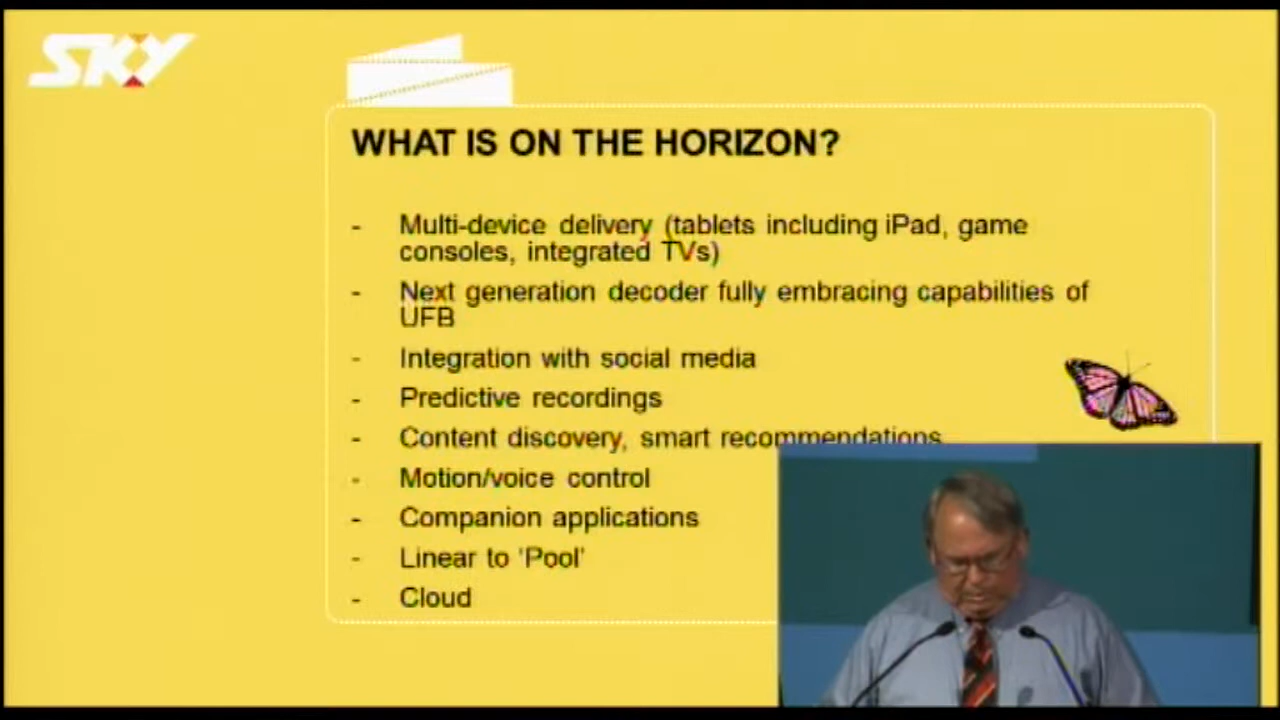 SKY
WHAT IS ON THE HORIZON?
- Multi-device delivery (tablets including iPad, game
consoles, integrated TVs)
- Next generation decoder fully embracing capabilities of
UFB
- Integration with social media
- Predictive recordings
- Content discovery, smart recommendations
- Motion/voice control
- Companion applications
- Linear to ‘Pool’
- Cloud